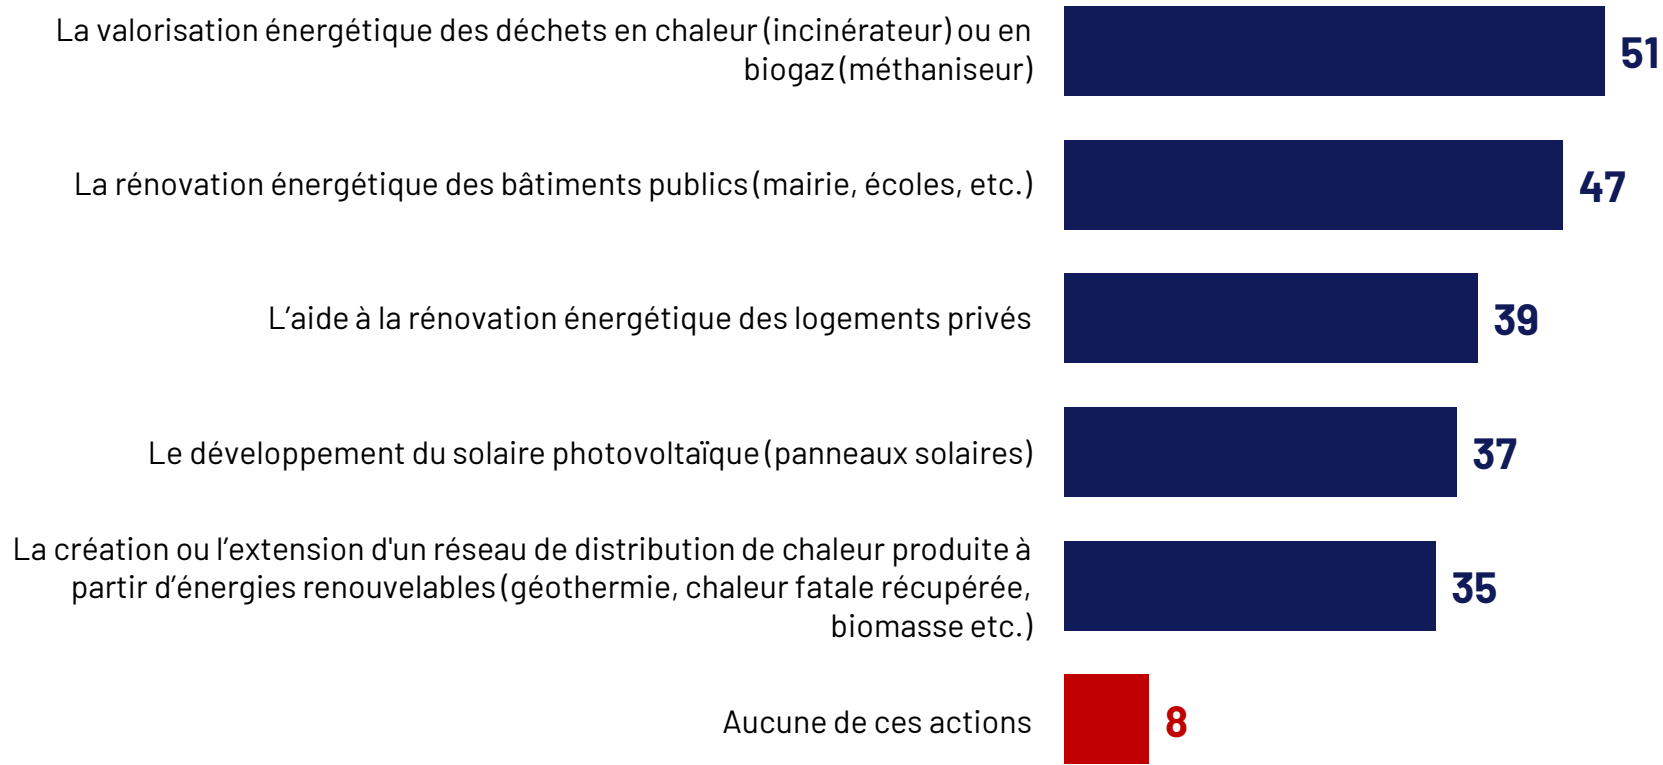 La valorisation énergétique des déchets en chaleur (incinérateur) ou en
biogaz (méthaniseur)
51
La rénovation énergétique des bâtiments publics (mairie, écoles, etc.)
47
L’aide à la rénovation énergétique des logements privés
39
Le développement du solaire photovoltaïque (panneaux solaires)
37
La création ou l’extension d'un réseau de distribution de chaleur produite à
partir d’énergies renouvelables (géothermie, chaleur fatale récupérée,
biomasse etc.)
35
Aucune de ces actions
8